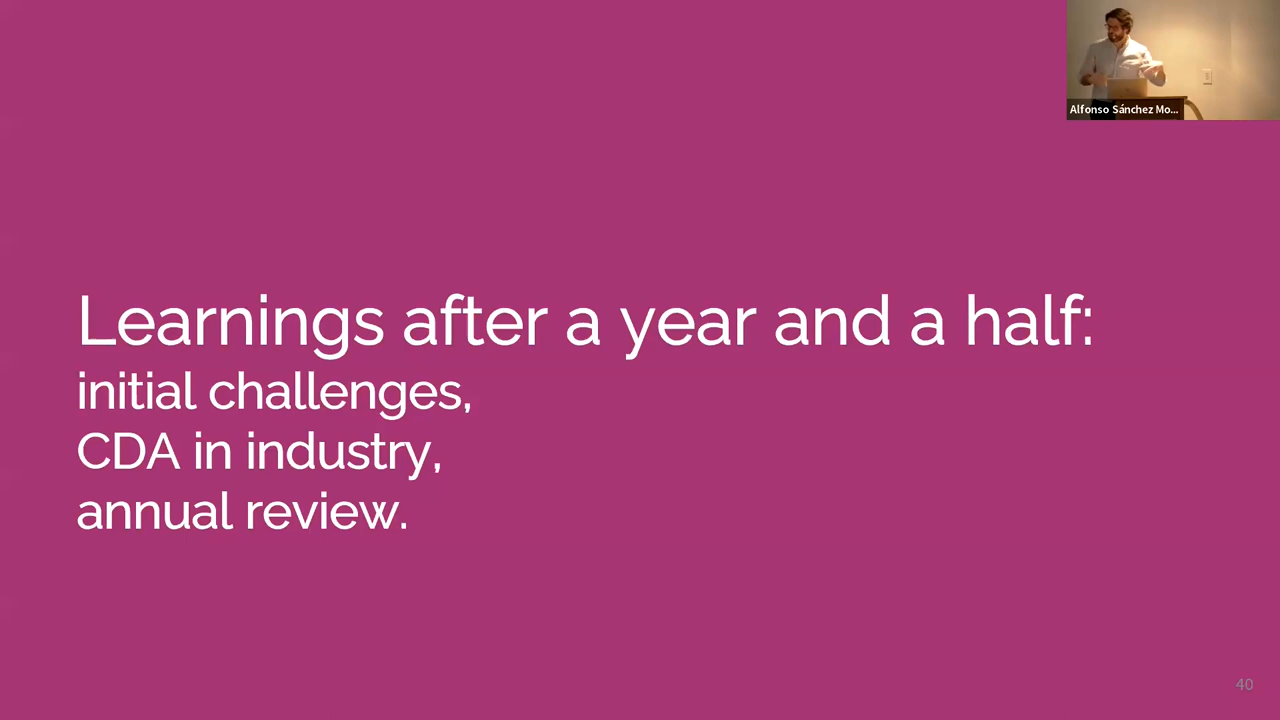 Alfonso Sánchez Mo...
Learnings after a year and a half:
initial challenges,
CDA in industry,
annual review.
40